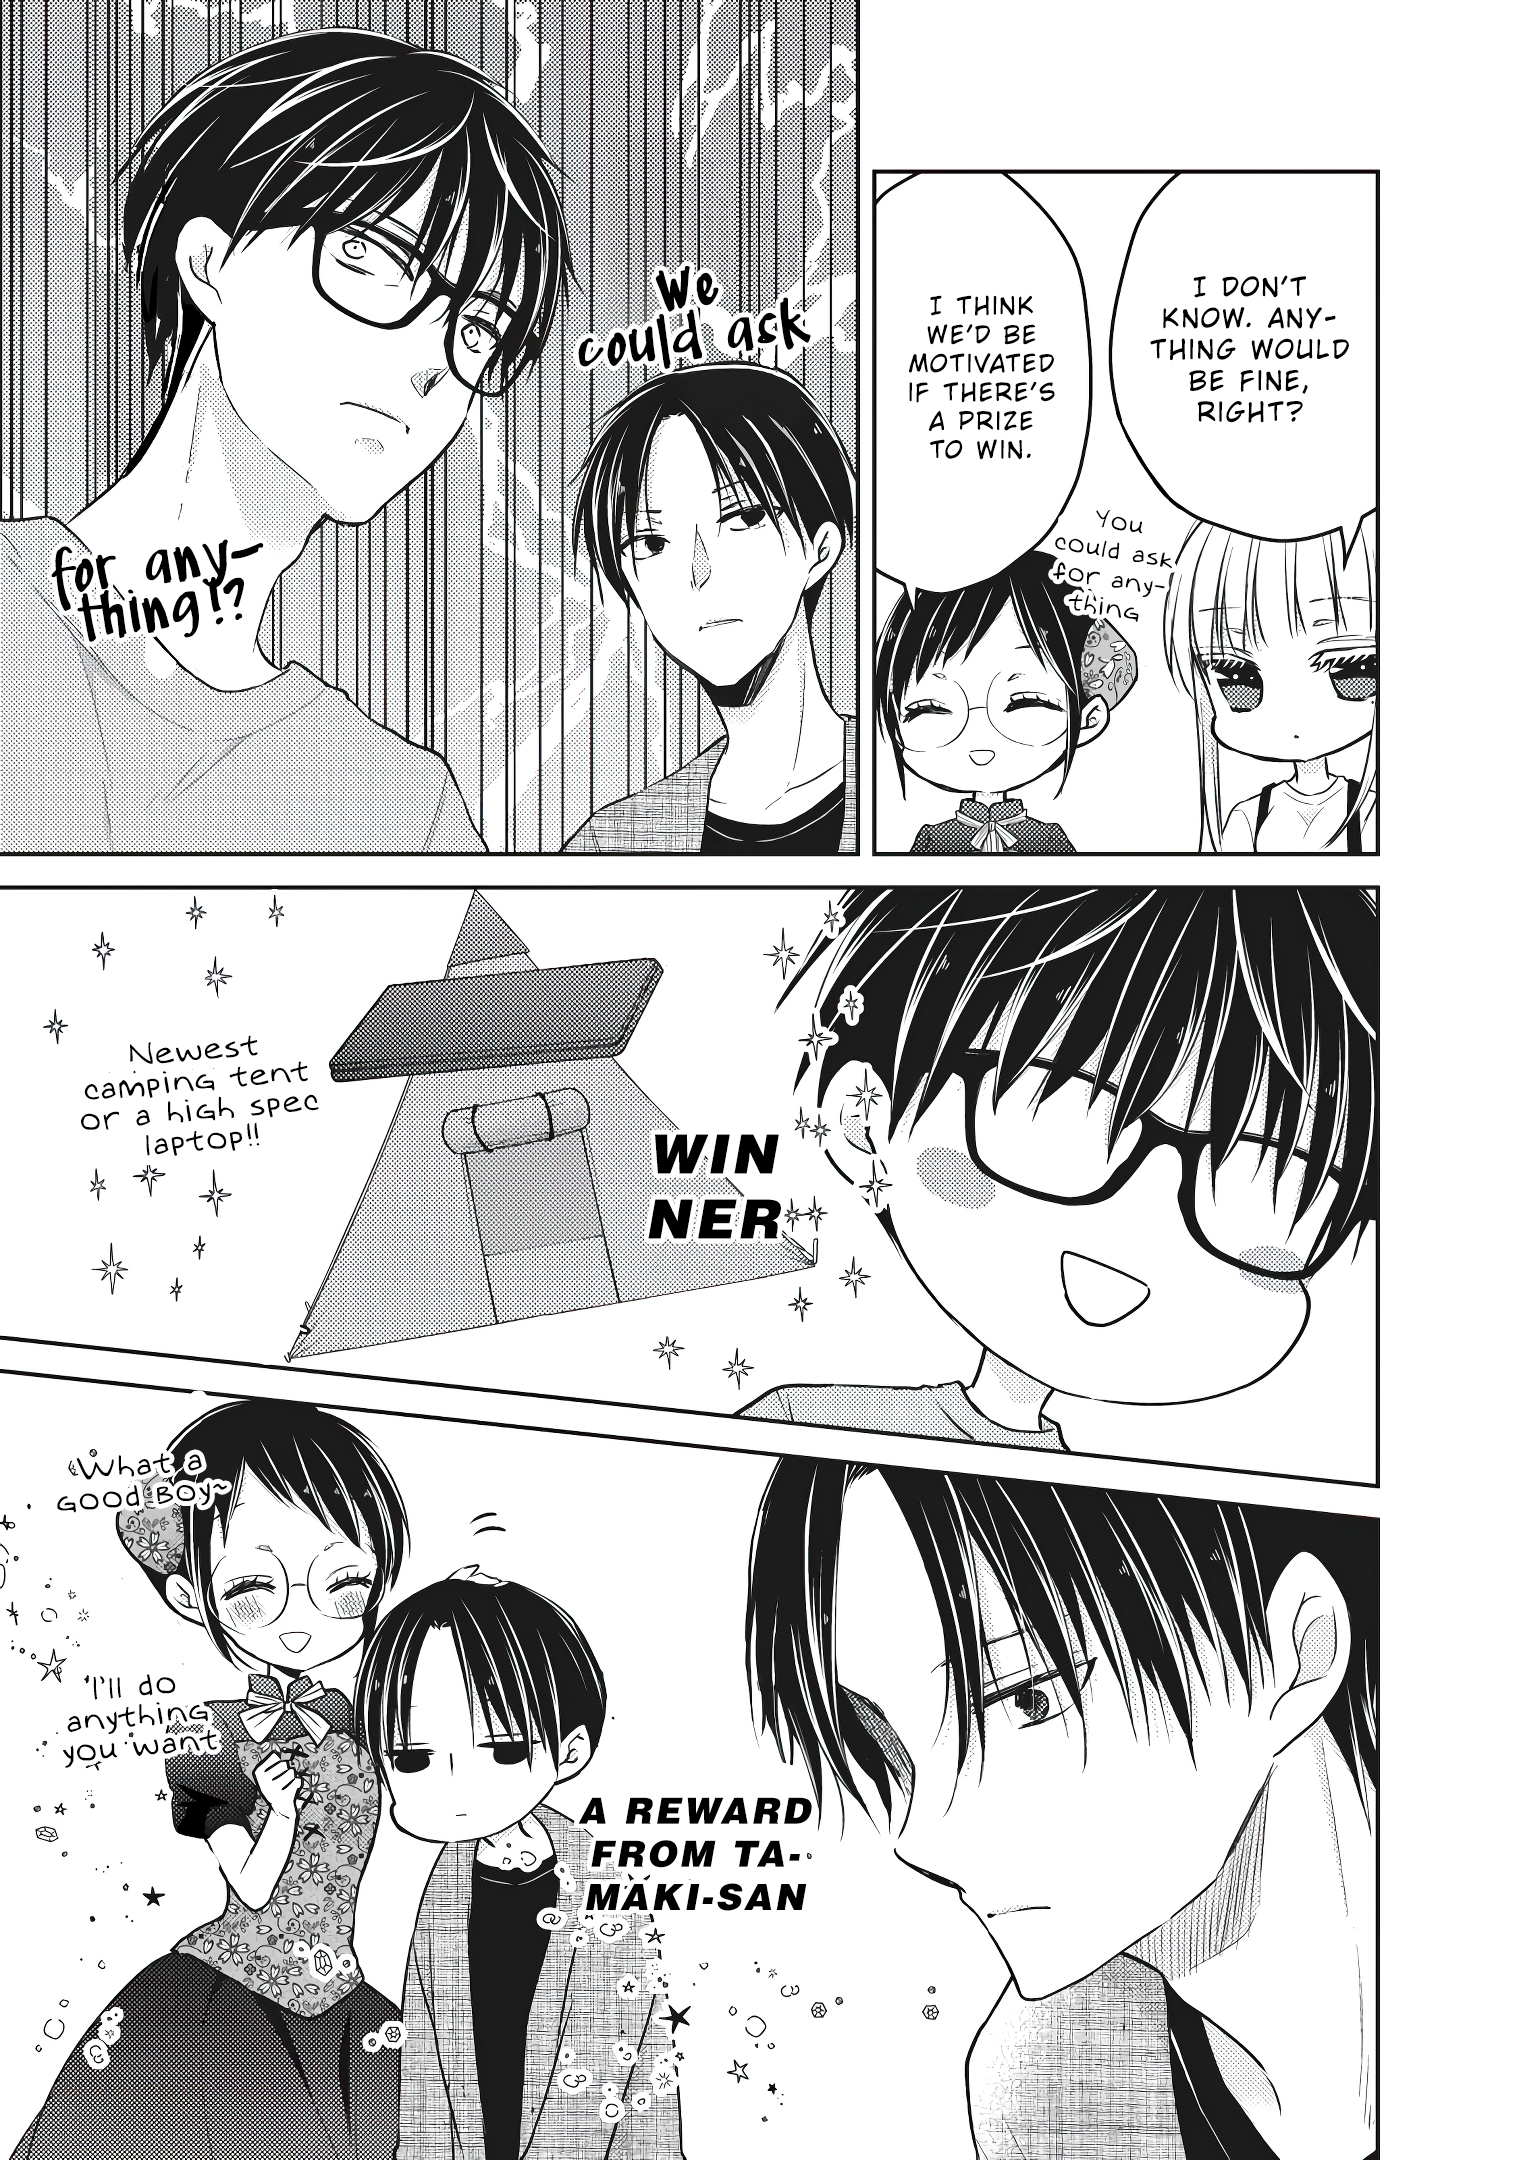 I DON'T
KNOW. ANY-
THING WOULD
BE FINE,
RIGHT?
I THINK
WE'D BE
MOTIVATED
IF THERE'S
A PRIZE
TO WIN.
You
could ask
for any-
thing
We
could ask
for any-
thing!?
WIN
NER
Newest
camping tent
or a high spec
laptop!!
A REWARD
FROM TA-
MAKI-SAN
What a
GOOD BOY~
I'll do
anything
you want